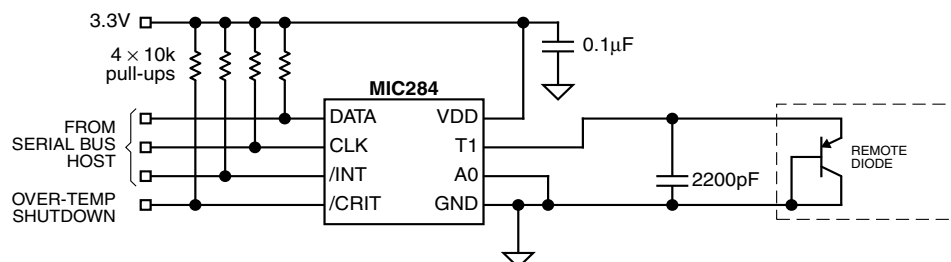 3.3V
4 × 10k
pull-ups
0.1µF
MIC284
FROM
SERIAL BUS
HOST
OVER-TEMP
SHUTDOWN
DATA
CLK
/INT
/CRIT
VDD
T1
A0
GND
2200pF
REMOTE
DIODE